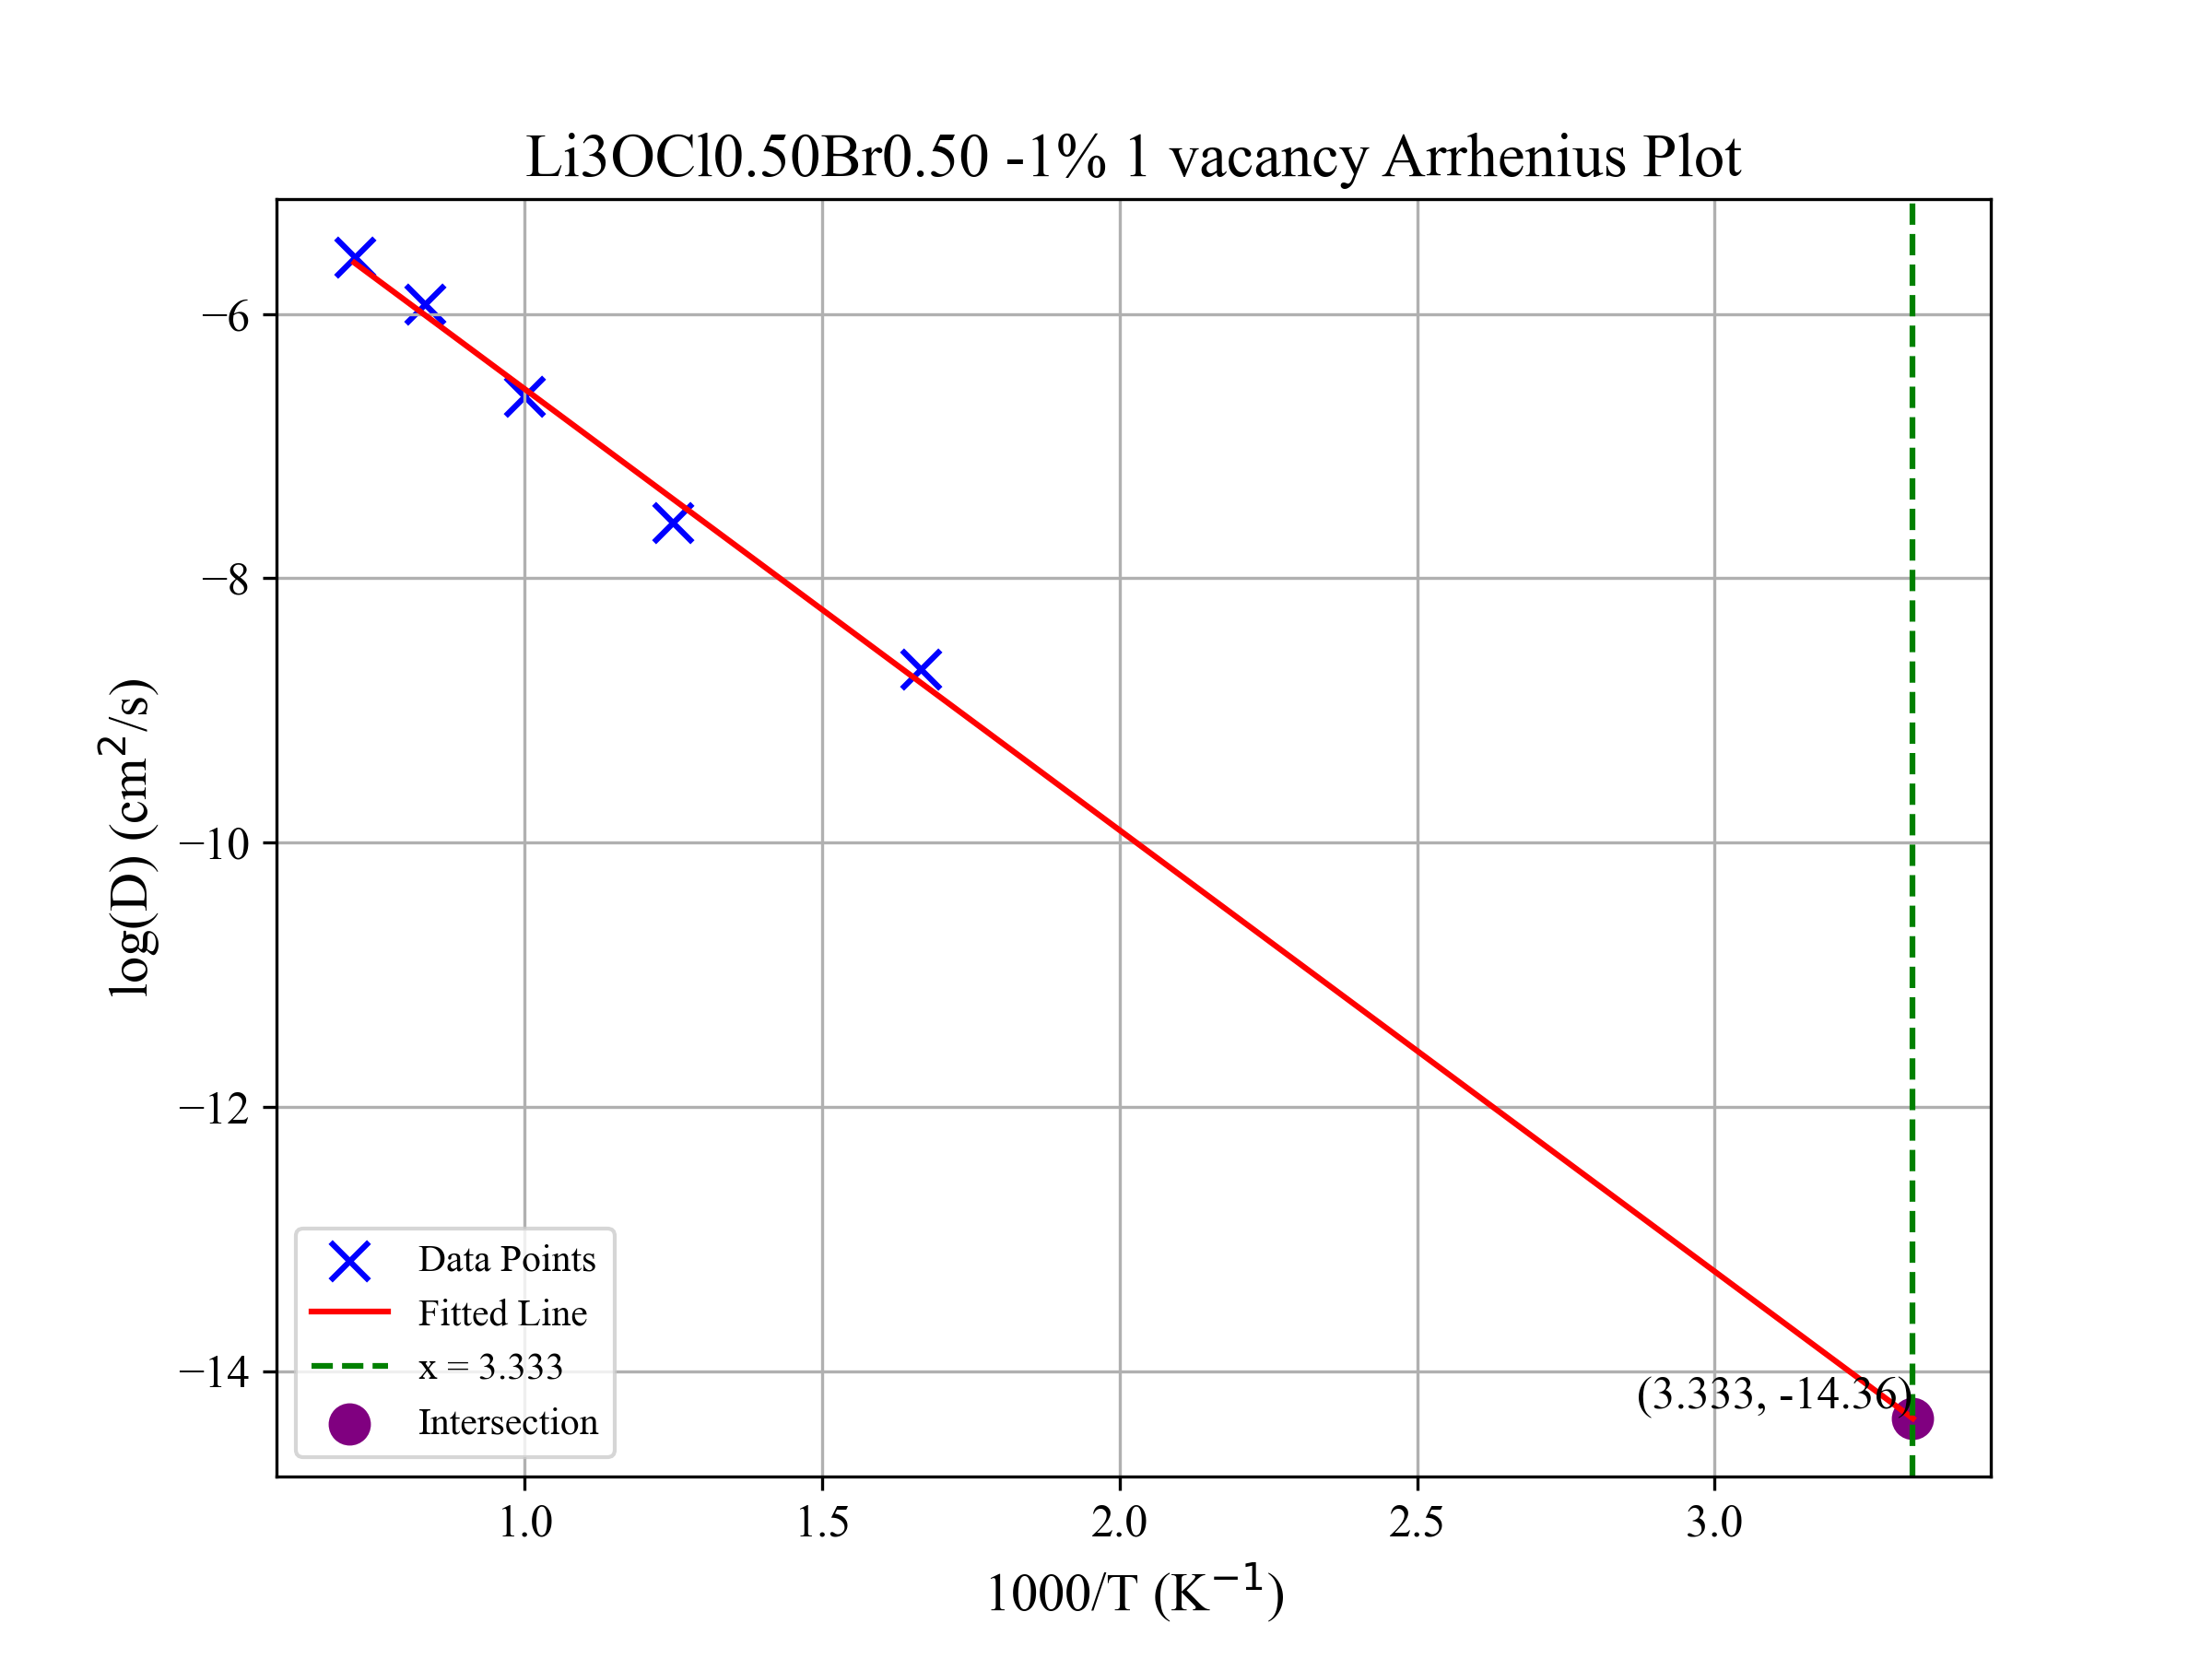 Li3OCl0.50Br0.50 -1% 1 vacancy Arrhenius Plot
log(D) (cm²/s)
−6
−8
−10
−12
−14
(3.333, -14.36)
Data Points
Fitted Line
x = 3.333
Intersection
1.0 1.5 2.0 2.5 3.0
1000/T (K⁻¹)